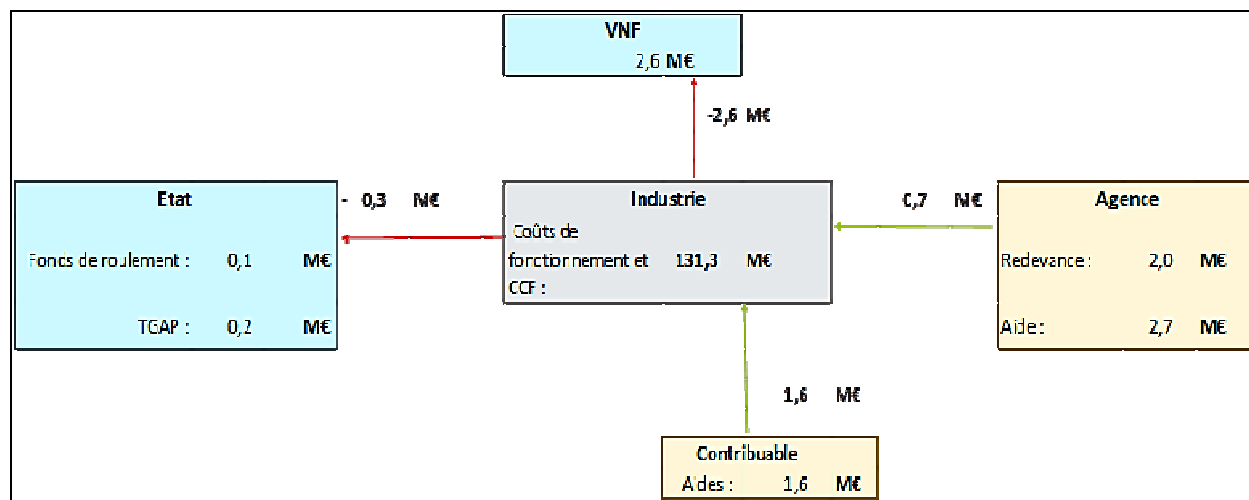 VNF
2,6 M€
-2,6 M€
Etat
- 0,3 M€
Fonds de roulement : 0,1 M€
TGAP : 0,2 M€
Industrie
Coûts de
fonctionnement et 131,3 M€
CCF :
0,7 M€
Agence
Redevance : 2,0 M€
Aide : 2,7 M€
1,6 M€
Contribuable
Aides : 1,6 M€